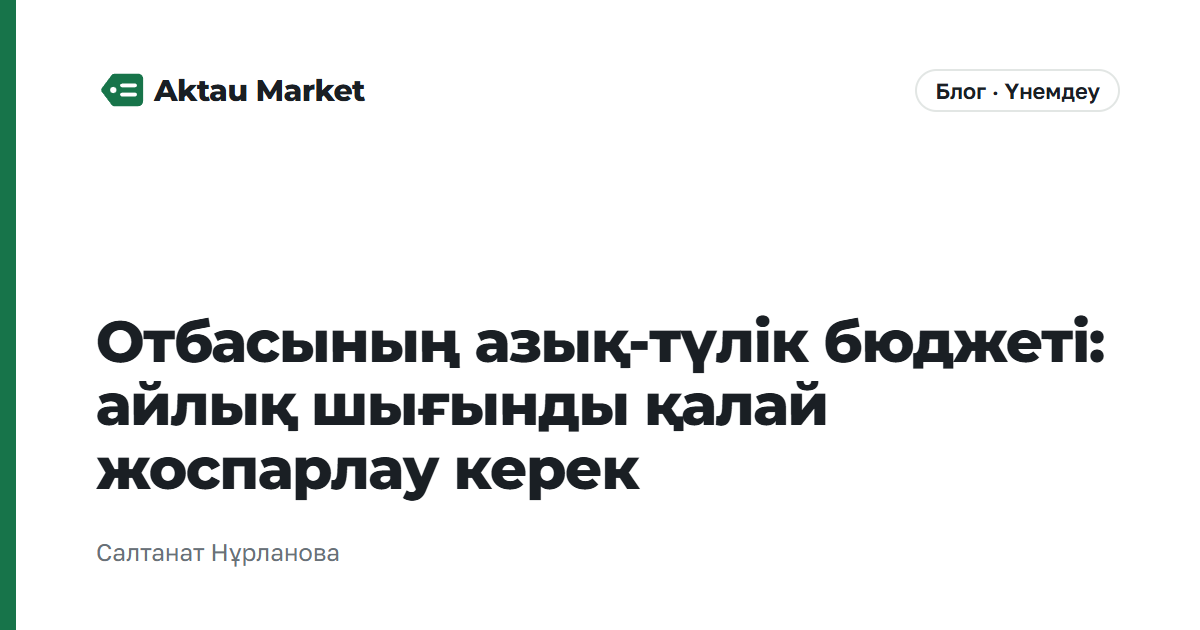 Aktau Market
Блог · Үнемдеу
Отбасының азық-түлік бюджеті:
айлық шығынды қалай
жоспарлау керек
Салтанат Нұрланова